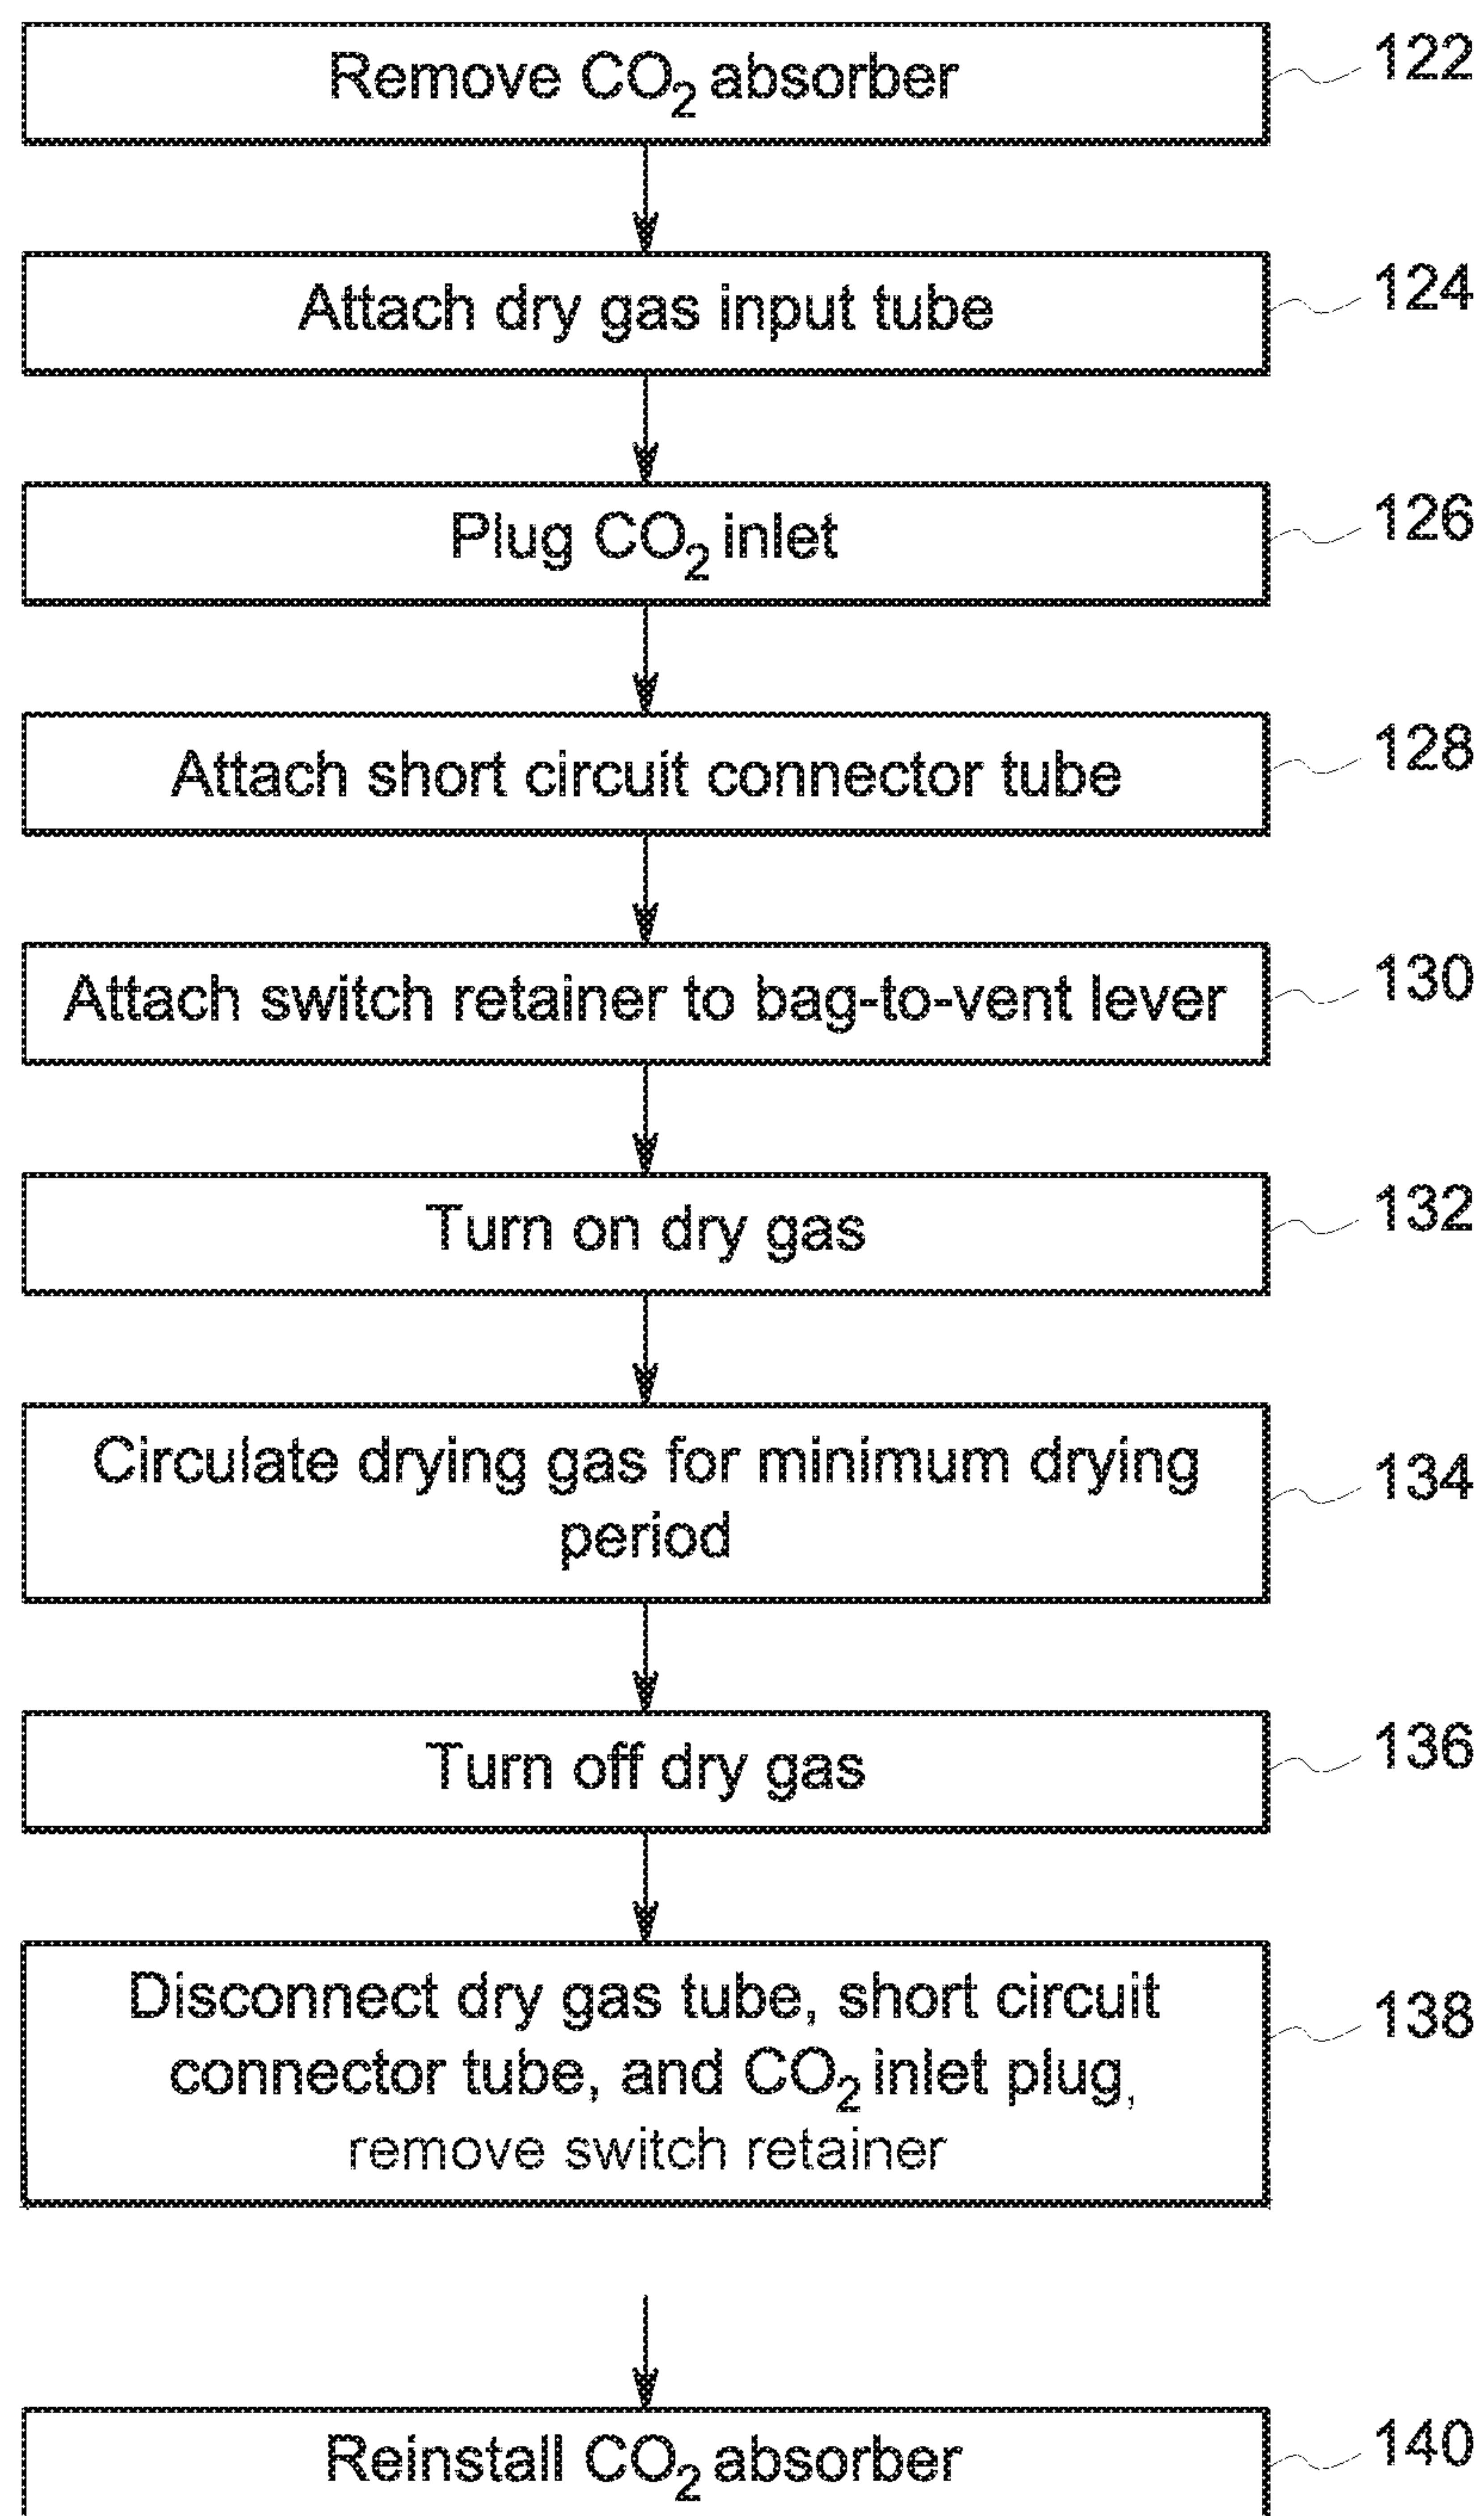 Remove CO₂ absorber
122
Attach dry gas input tube
124
Plug CO₂ inlet
126
Attach short circuit connector tube
128
Attach switch retainer to bag-to-vent lever
130
Turn on dry gas
132
Circulate drying gas for minimum drying
period
134
Turn off dry gas
136
Disconnect dry gas tube, short circuit
connector tube, and CO₂ inlet plug,
remove switch retainer
138
Reinstall CO₂ absorber
140